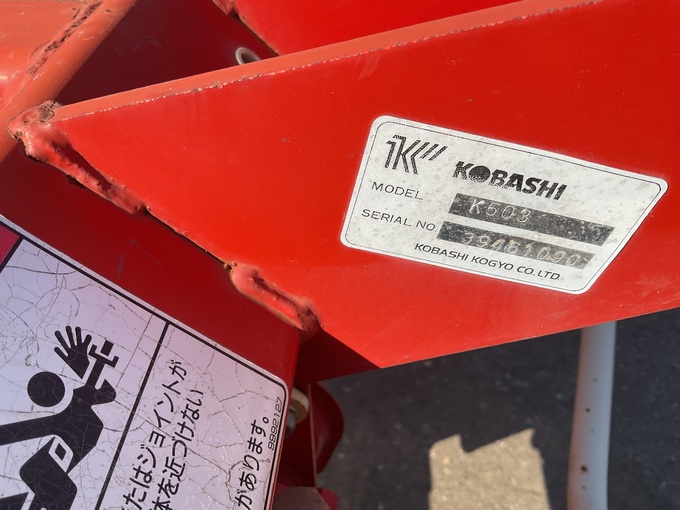 KOBASHI
MODEL K503
SERIAL NO 39461090
KOBASHI KOGYO CO.LTD.
たはジョイントが
体を近づけない
があります。
9992127